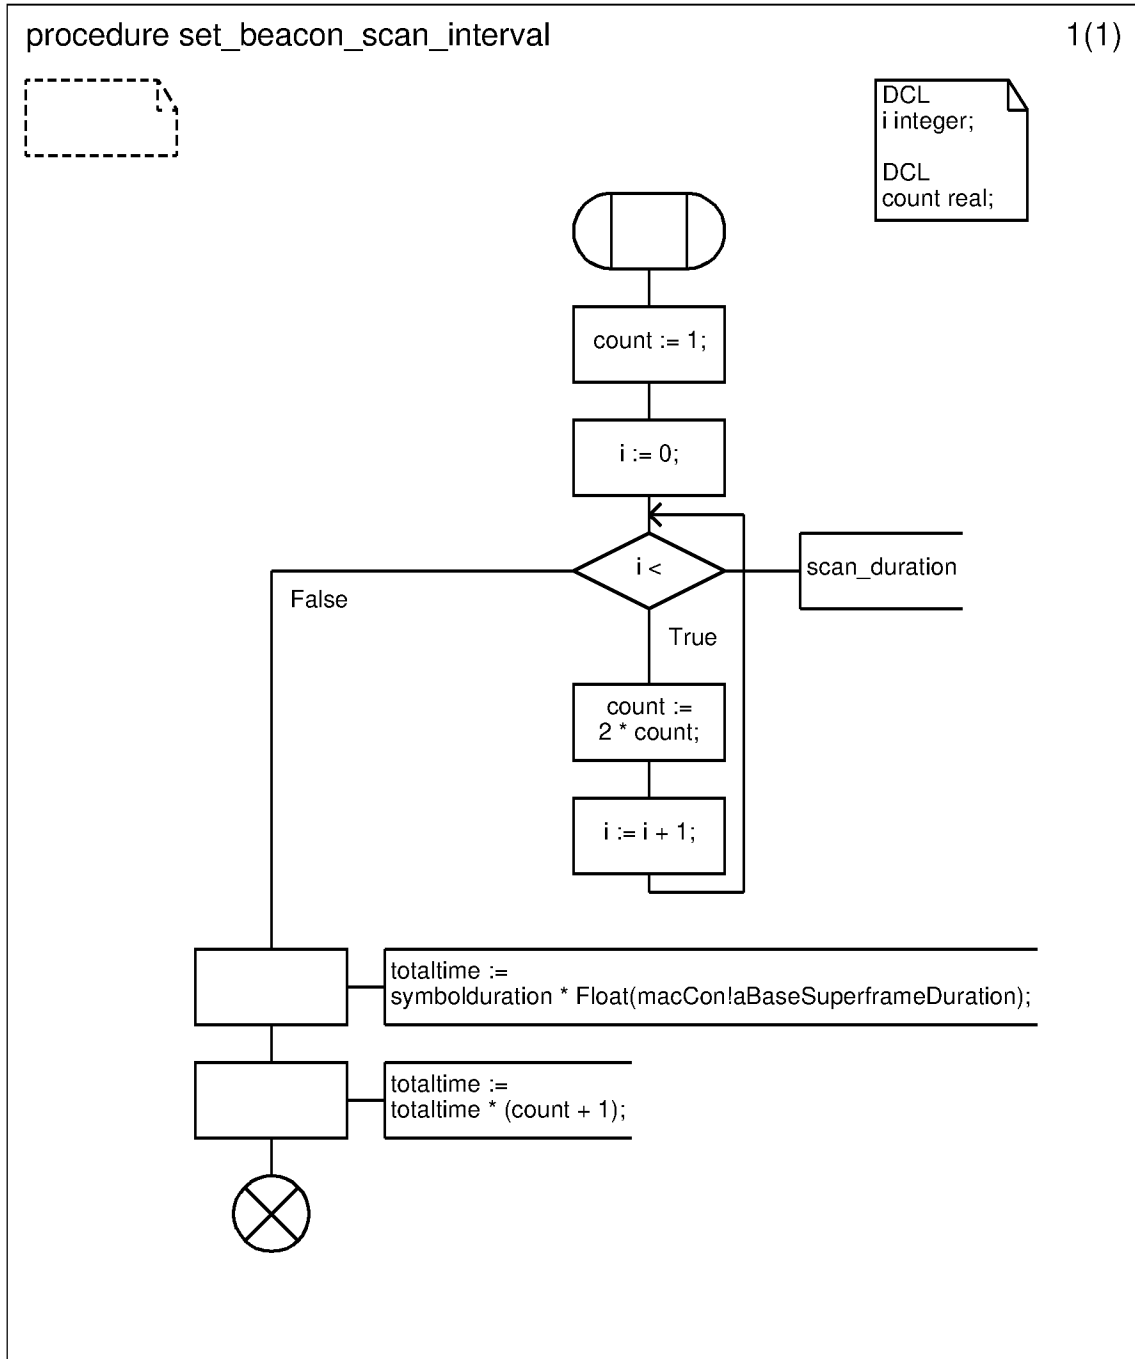 procedure set_beacon_scan_interval
1(1)
DCL
i integer;
DCL
count real;
count := 1;
i := 0;
i <
scan_duration
False
True
count :=
2 * count;
i := i + 1;
totaltime :=
symbolduration * Float(macCon!aBaseSuperframeDuration);
totaltime :=
totaltime * (count + 1);